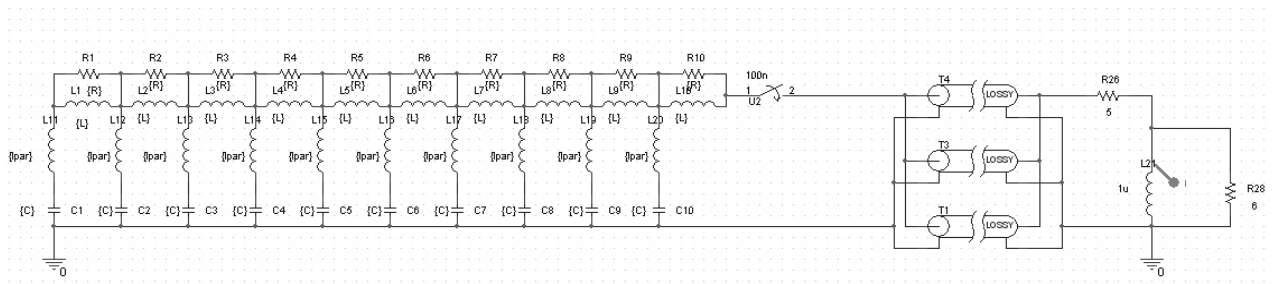 R1 R2 R3 R4 R5 R6 R7 R8 R9 R10
100n
T4
R26
L1 {R} L2 {R} L3 {R} L4 {R} L5 {R} L6 {R} L7 {R} L8 {R} L9 {R} {R}
1 2
U2
LOSSY
5
{L} {L} {L} {L} {L} {L} {L} {L} {L} {L}
L11 L12 L13 L14 L15 L16 L17 L18 L19 L20
T3
LOSSY
{lpar} {lpar} {lpar} {lpar} {lpar} {lpar} {lpar} {lpar} {lpar} {lpar}
L21
1u
I
R28
6
{C} C1 {C} C2 {C} C3 {C} C4 {C} C5 {C} C6 {C} C7 {C} C8 {C} C9 {C} C10
T1
LOSSY
0
0